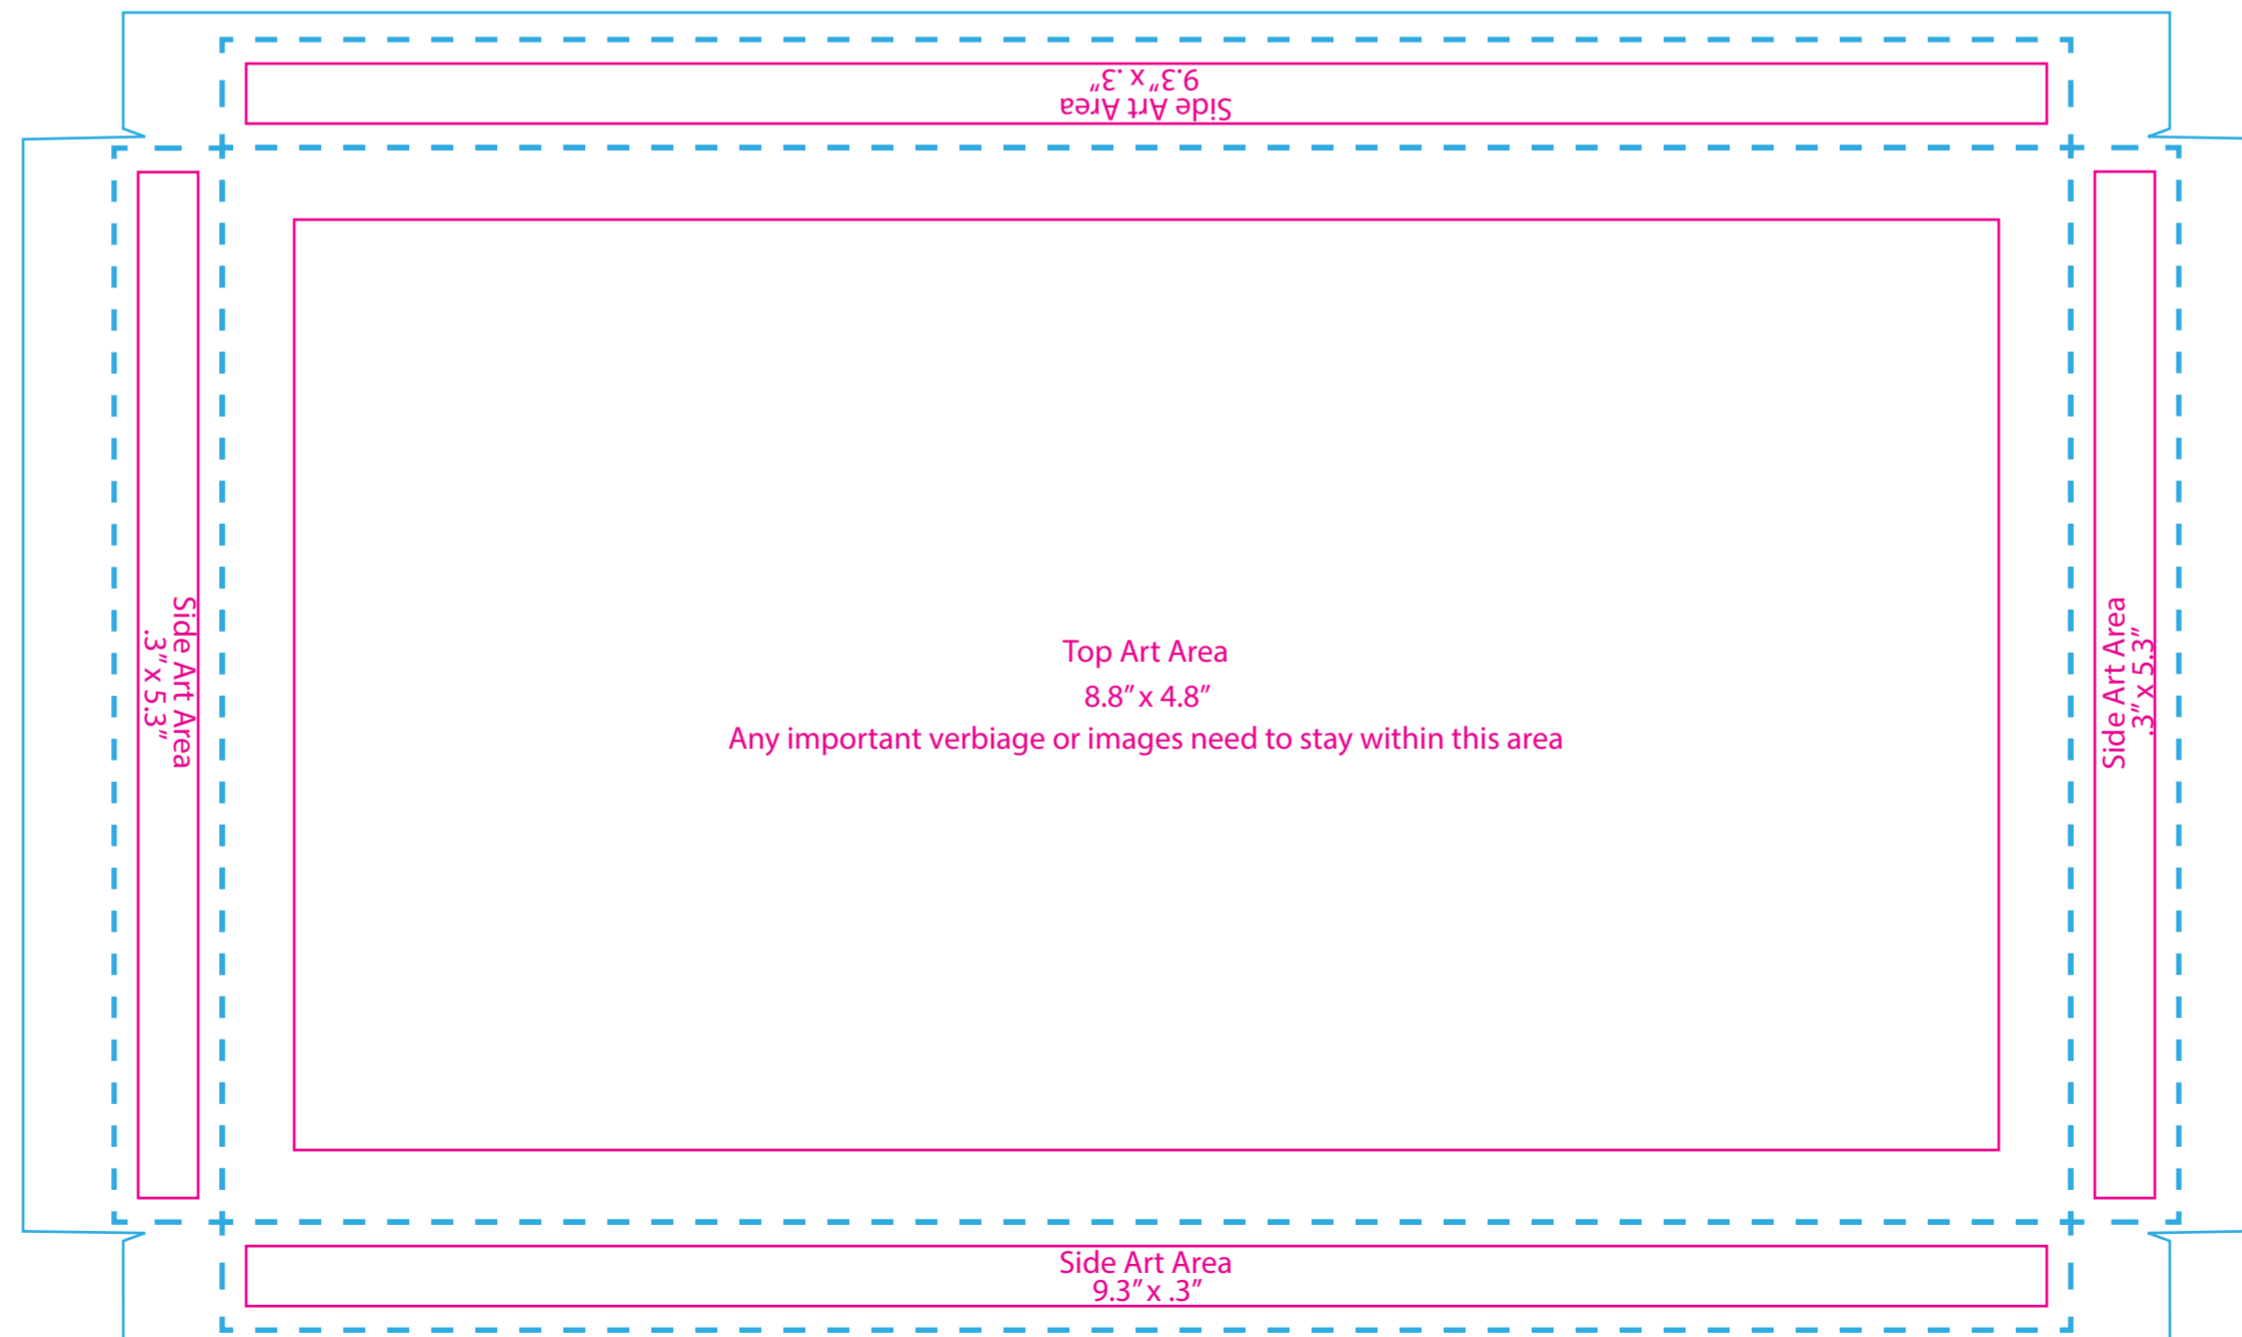 Side Art Area
9.3” x .3”
Side Art Area
.3” x 5.3”
Top Art Area
8.8” x 4.8”
Any important verbiage or images need to stay within this area
Side Art Area
.3” x 5.3”
Side Art Area
9.3” x .3”